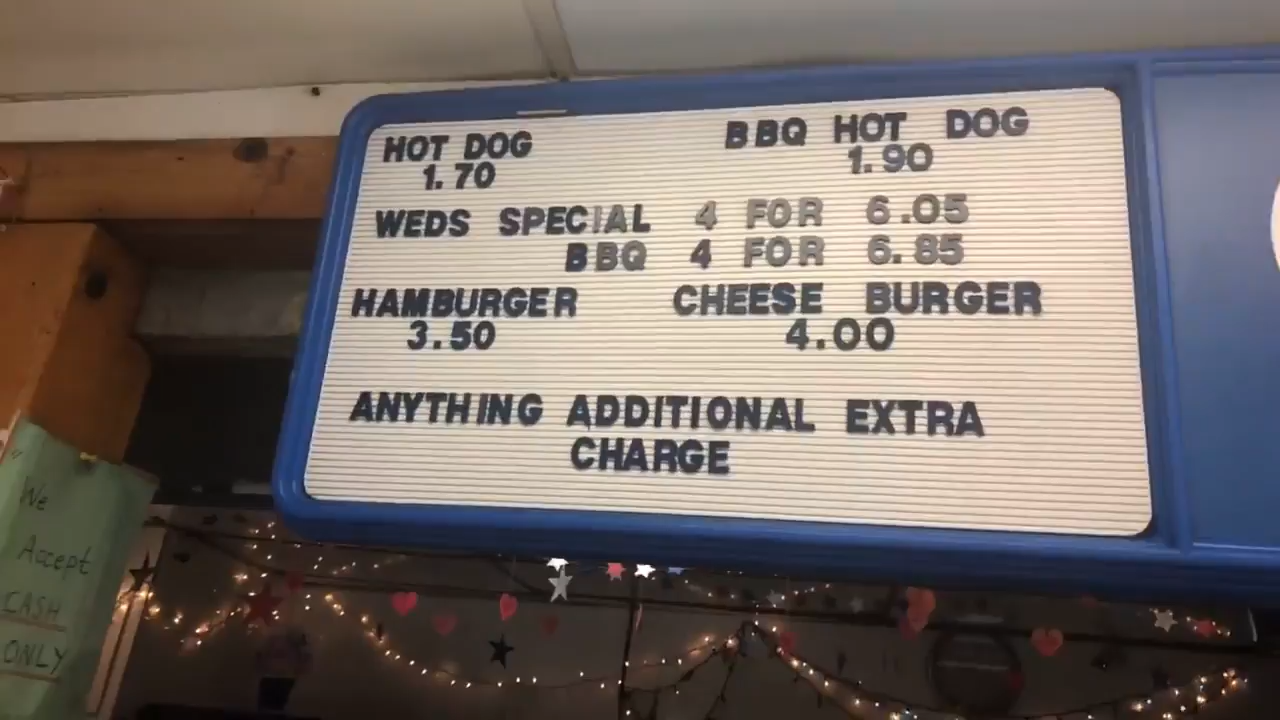 HOT DOG BBQ HOT DOG
1.70 1.90
WEDS SPECIAL 4 FOR 6.05
BBQ 4 FOR 6.85
HAMBURGER CHEESE BURGER
3.50 4.00
ANYTHING ADDITIONAL EXTRA
CHARGE
We
Accept
CASH
ONLY